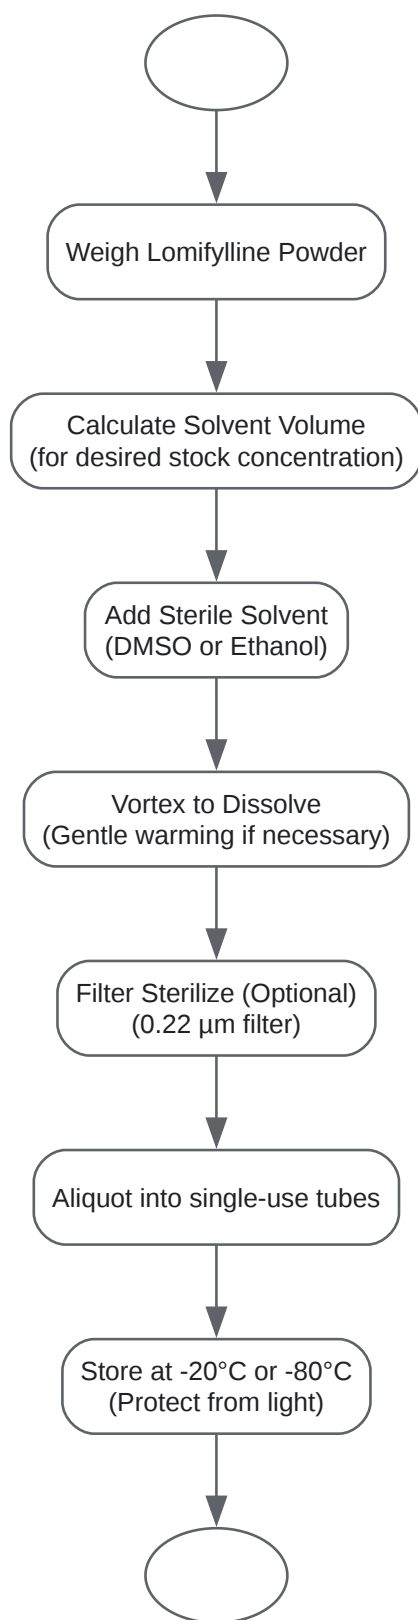 Weigh Lomifylline Powder
Calculate Solvent Volume
(for desired stock concentration)
Add Sterile Solvent
(DMSO or Ethanol)
Vortex to Dissolve
(Gentle warming if necessary)
Filter Sterilize (Optional)
(0.22 µm filter)
Aliquot into single-use tubes
Store at -20°C or -80°C
(Protect from light)